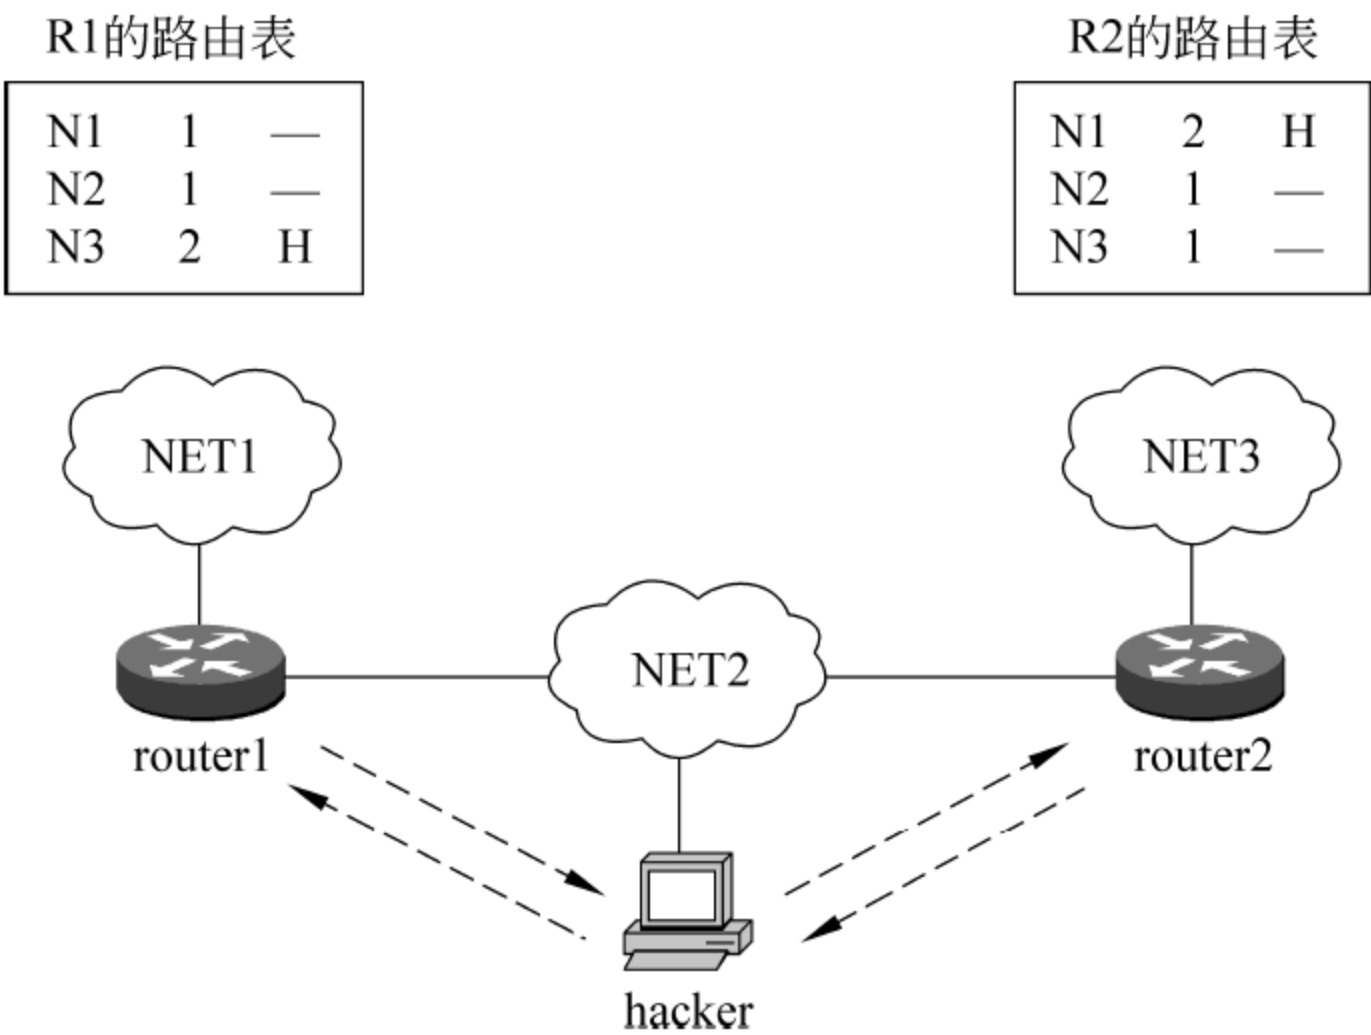 R1的路由表
N1 1 —
N2 1 —
N3 2 H
R2的路由表
N1 2 H
N2 1 —
N3 1 —
NET1
NET3
NET2
router1
router2
hacker